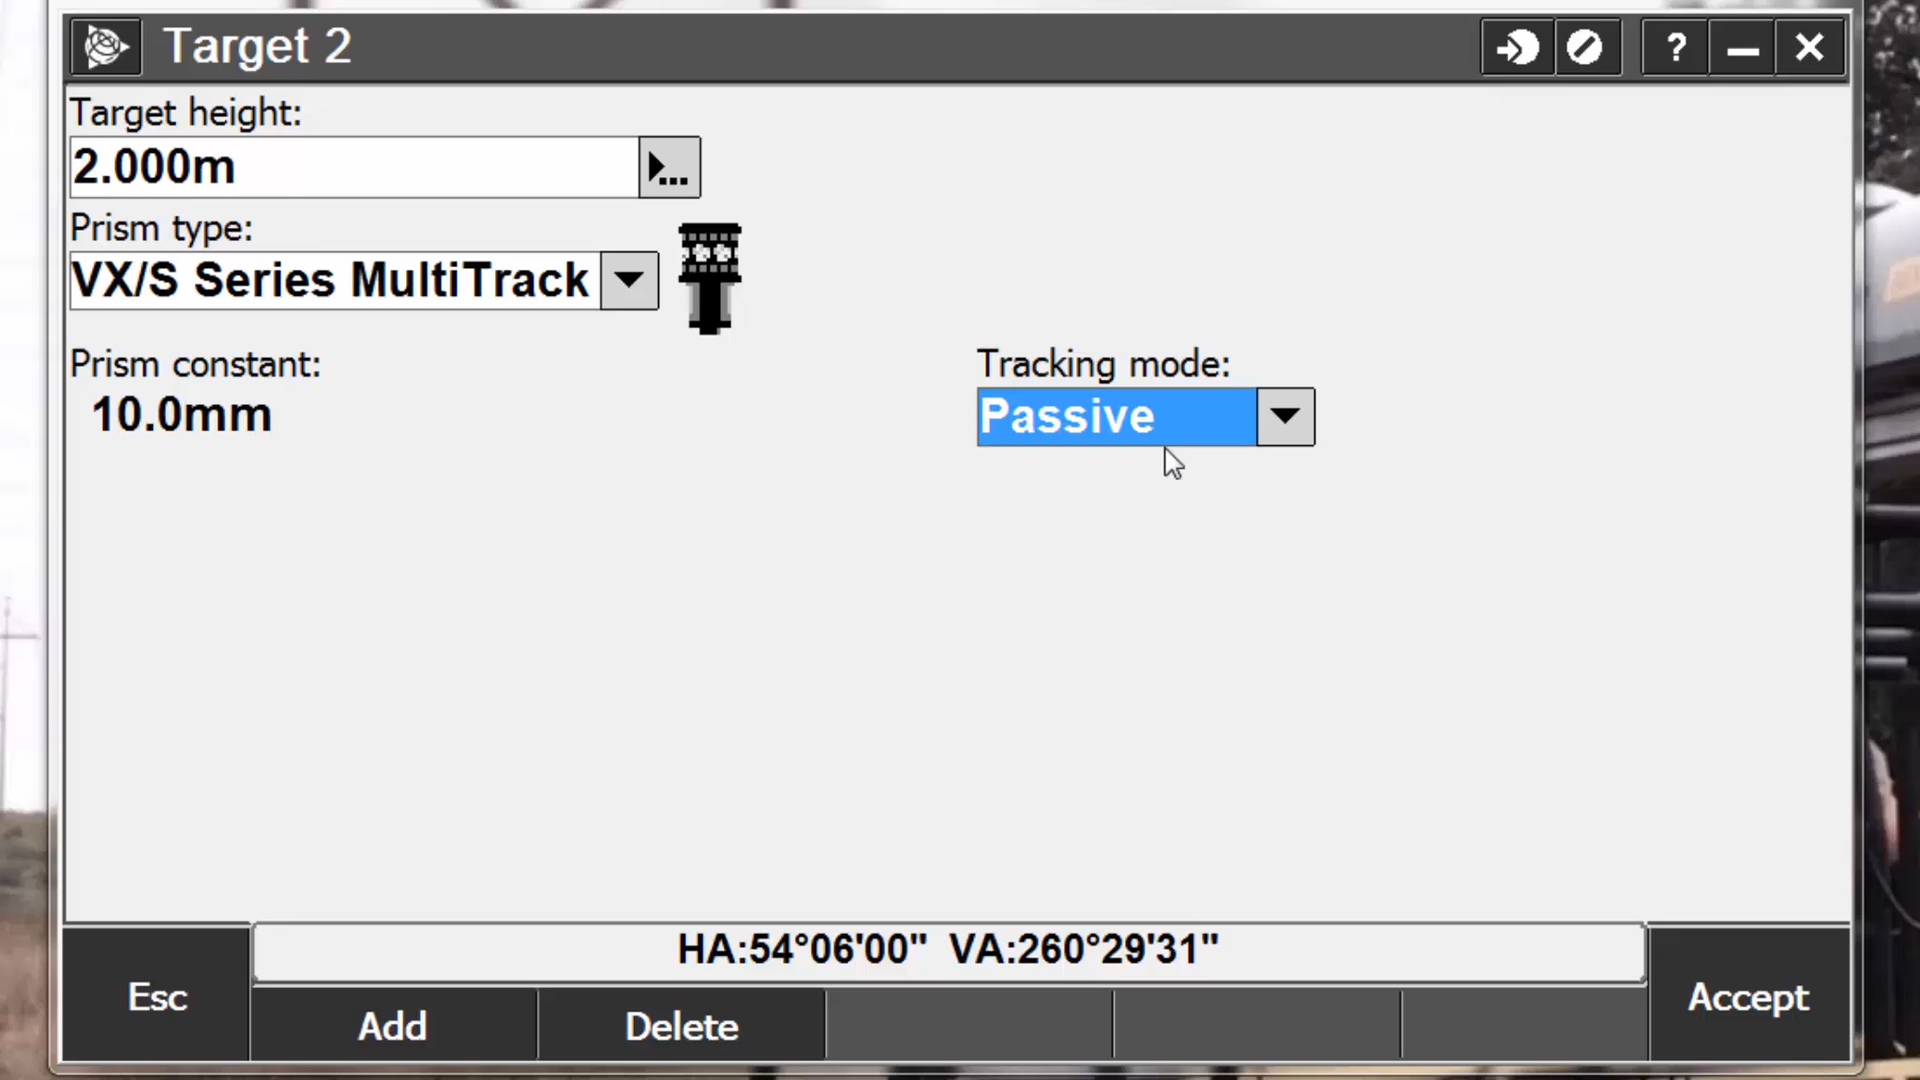 Target 2
?
Target height:
2.000m
Prism type:
VX/S Series MultiTrack
Prism constant:
10.0mm
Tracking mode:
Passive
HA:54°06'00" VA:260°29'31"
Esc
Add
Delete
Accept